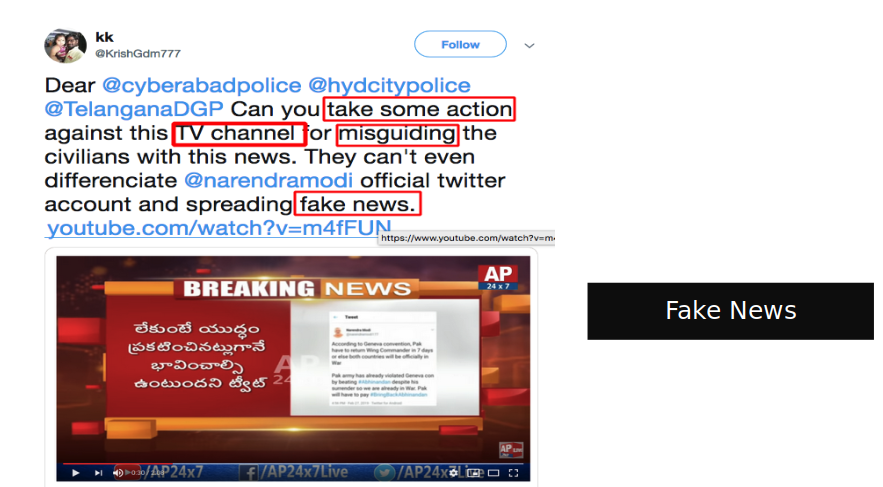 kk
@KrishGdm777
Follow
Dear @cyberabadpolice @hydcitypolice
@TelanganaDGP Can you take some action
against this TV channel for misguiding the
civilians with this news. They can't even
differenciate @narendramodi official twitter
account and spreading fake news.
youtube.com/watch?v=m4fFUN
https://www.youtube.com/watch?v=m
BREAKING NEWS
AP
24 x 7
లేకుంటే యుద్ధం
ప్రకటించినట్లుగానే
భావించాల్సి
ఉంటుందని ట్వీట్
Tweet
Narendra Modi
According to Geneva convention, Pak
have to return Wing Commander in 7 days
or else both countries will be officially in
War
Pak army has already violated Geneva con
by beating #Abhinandan despite his
surrender so we are already in War. Pak
will have to pay #BringBackAbhinandan
AP
/AP24x7
/AP24x7Live
/AP24x7Live
Fake News